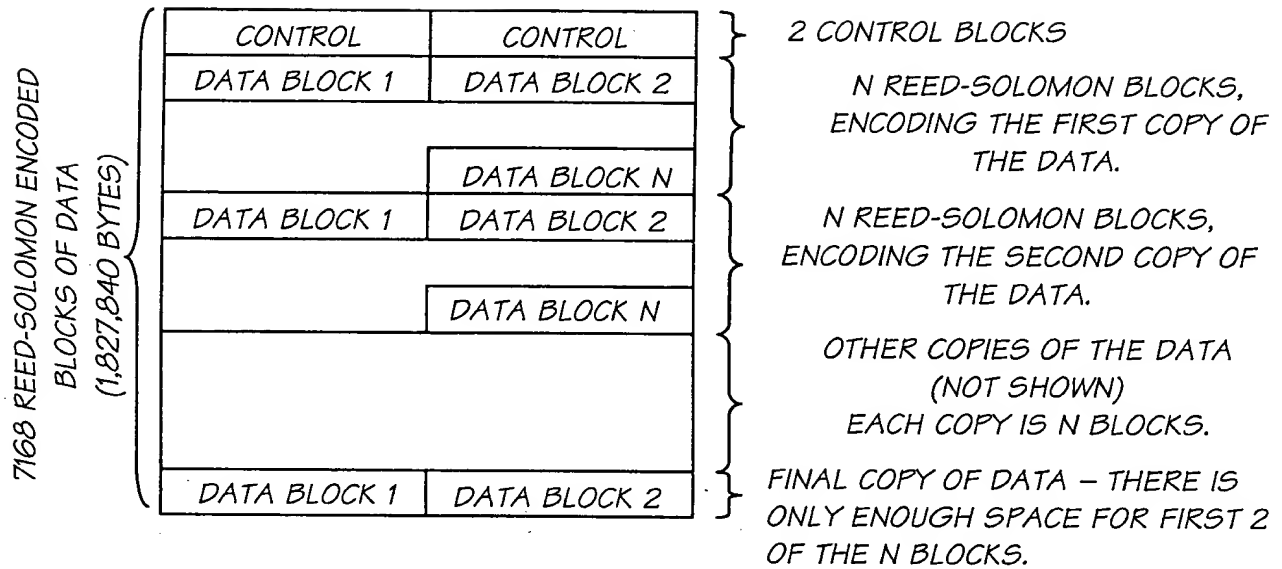 7168 REED-SOLOMON ENCODED
BLOCKS OF DATA
(1,827,840 BYTES)
CONTROL CONTROL
2 CONTROL BLOCKS
DATA BLOCK 1 DATA BLOCK 2
DATA BLOCK N
N REED-SOLOMON BLOCKS,
ENCODING THE FIRST COPY OF
THE DATA.
DATA BLOCK 1 DATA BLOCK 2
DATA BLOCK N
N REED-SOLOMON BLOCKS,
ENCODING THE SECOND COPY OF
THE DATA.
OTHER COPIES OF THE DATA
(NOT SHOWN)
EACH COPY IS N BLOCKS.
DATA BLOCK 1 DATA BLOCK 2
FINAL COPY OF DATA – THERE IS
ONLY ENOUGH SPACE FOR FIRST 2
OF THE N BLOCKS.